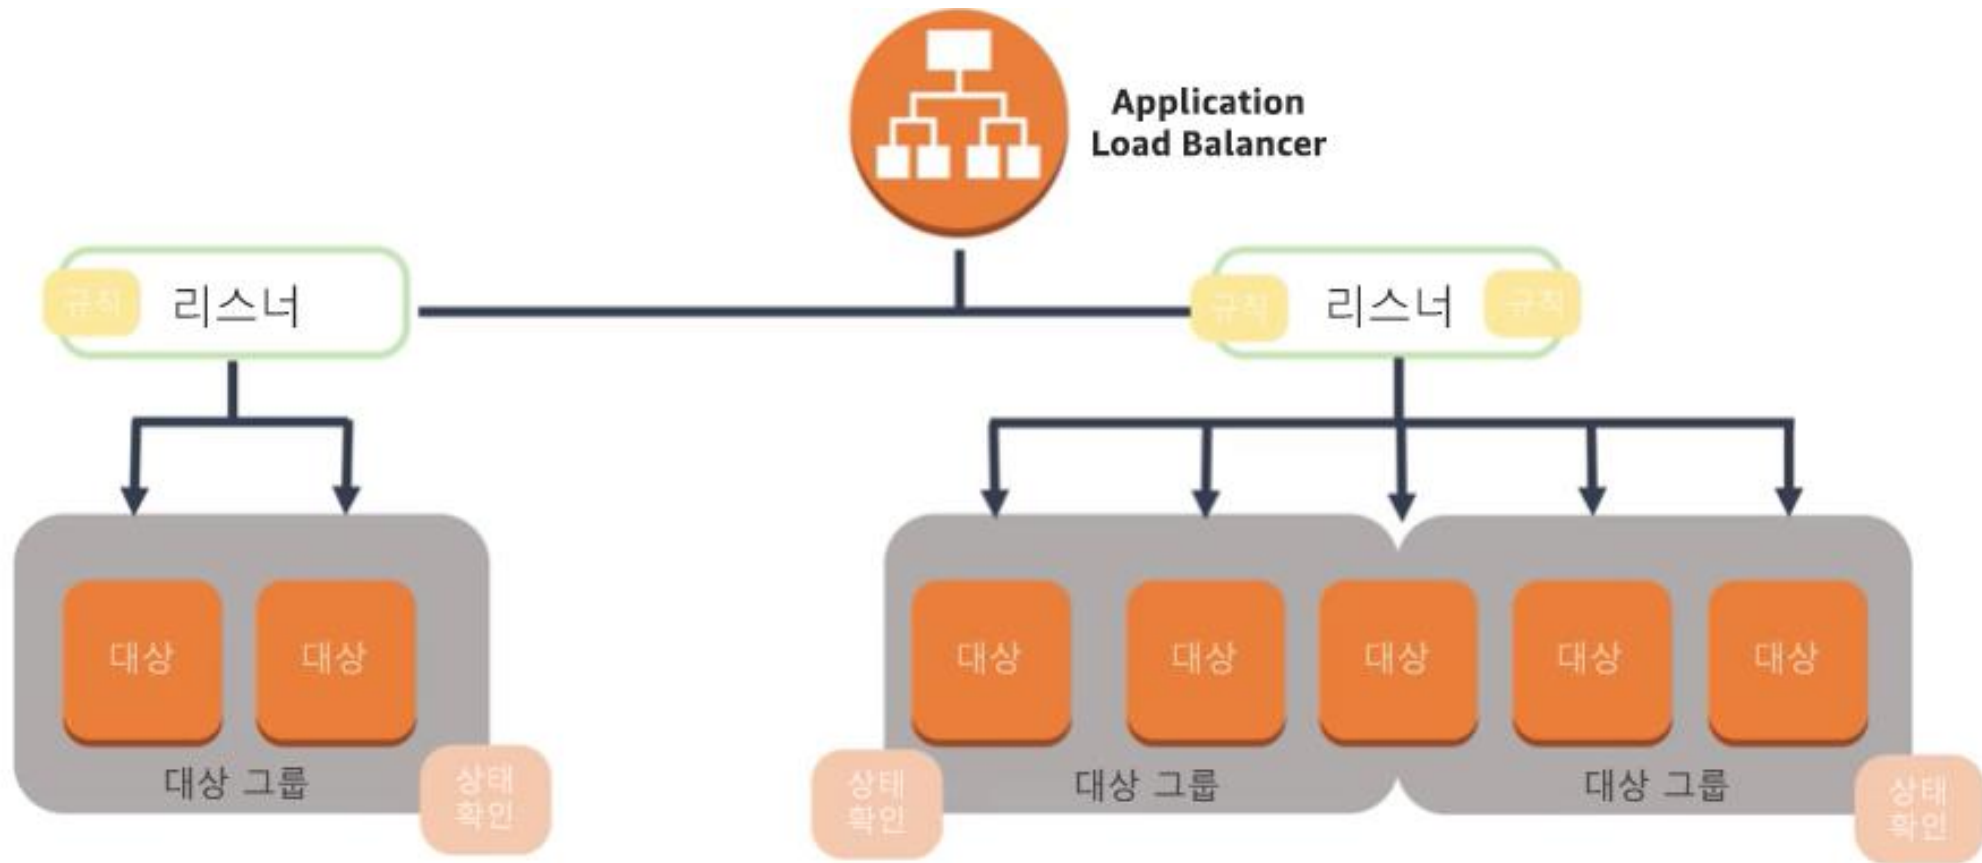 Application
Load Balancer
규칙
리스너
규칙
리스너
규칙
대상
대상
대상
대상
대상
대상
대상
대상 그룹
상태
확인
상태
확인
대상 그룹
대상 그룹
상태
확인